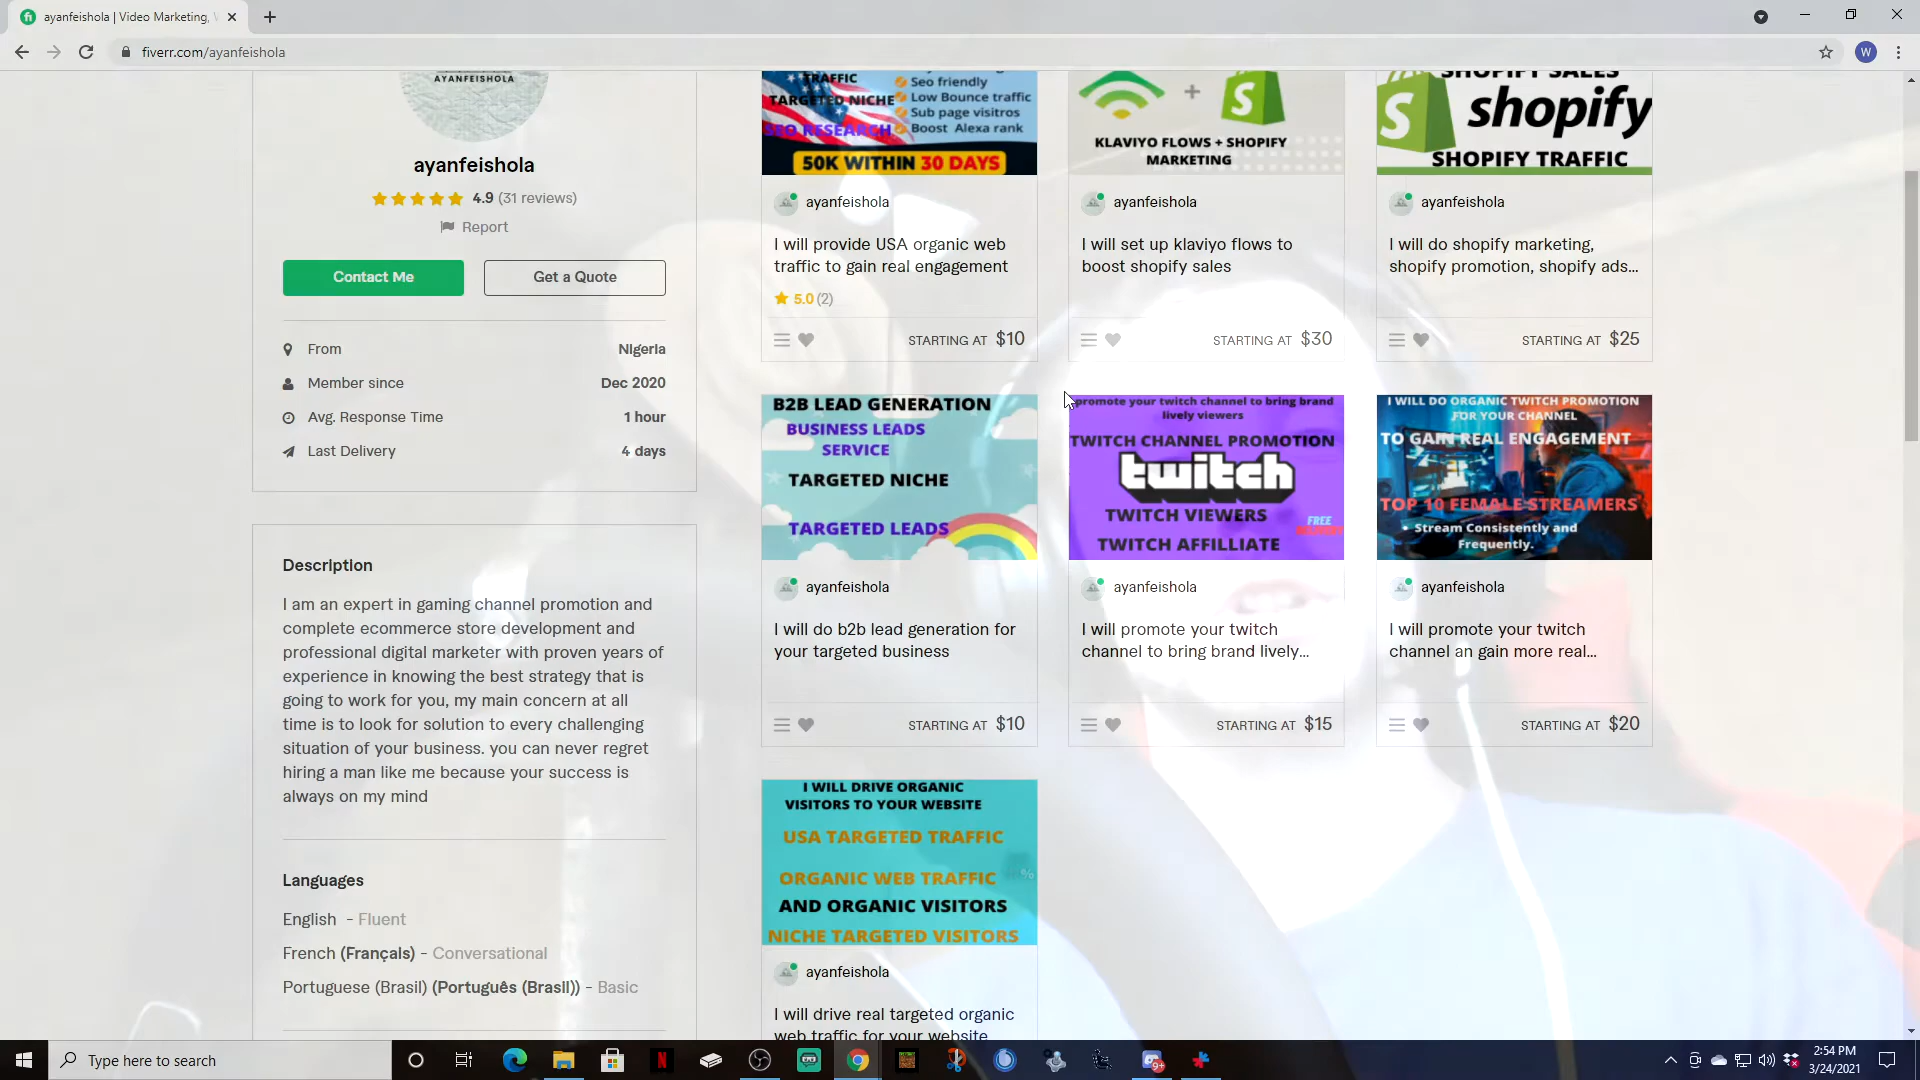 ayanfeishola | Video Marketing,
fiverr.com/ayanfeishola
W
AYANFEISHOLA
ayanfeishola
4.9 (31 reviews)
Report
Contact Me
Get a Quote
From Nigeria
Member since Dec 2020
Avg. Response Time 1 hour
Last Delivery 4 days
Description
I am an expert in gaming channel promotion and
complete ecommerce store development and
professional digital marketer with proven years of
experience in knowing the best strategy that is
going to work for you, my main concern at all
time is to look for solution to every challenging
situation of your business. you can never regret
hiring a man like me because your success is
always on my mind
Languages
English - Fluent
French (Français) - Conversational
Portuguese (Brasil) (Português (Brasil)) - Basic
TRAFFIC
TARGETED NICHE
SEO RESEARCH
Seo friendly
Low Bounce traffic
Sub page visitros
Boost Alexa rank
50K WITHIN 30 DAYS
ayanfeishola
I will provide USA organic web
traffic to gain real engagement
5.0 (2)
STARTING AT $10
+
KLAVIYO FLOWS + SHOPIFY
MARKETING
ayanfeishola
I will set up klaviyo flows to
boost shopify sales
STARTING AT $30
SHOPIFY SALES
shopify
SHOPIFY TRAFFIC
ayanfeishola
I will do shopify marketing,
shopify promotion, shopify ads...
STARTING AT $25
B2B LEAD GENERATION
BUSINESS LEADS
SERVICE
TARGETED NICHE
TARGETED LEADS
ayanfeishola
I will do b2b lead generation for
your targeted business
STARTING AT $10
promote your twitch channel to bring brand
lively viewers
TWITCH CHANNEL PROMOTION
twitch
TWITCH VIEWERS
FREE
TWITCH AFFILLIATE
ayanfeishola
I will promote your twitch
channel to bring brand lively...
STARTING AT $15
I WILL DO ORGANIC TWITCH PROMOTION
FOR YOUR CHANNEL
TO GAIN REAL ENGAGEMENT
TOP 10 FEMALE STREAMERS
• Stream Consistently and
Frequently.
ayanfeishola
I will promote your twitch
channel an gain more real...
STARTING AT $20
I WILL DRIVE ORGANIC
VISITORS TO YOUR WEBSITE
USA TARGETED TRAFFIC
ORGANIC WEB TRAFFIC
AND ORGANIC VISITORS
NICHE TARGETED VISITORS
ayanfeishola
I will drive real targeted organic
web traffic for your website
Type here to search
9+
2:54 PM
3/24/2021